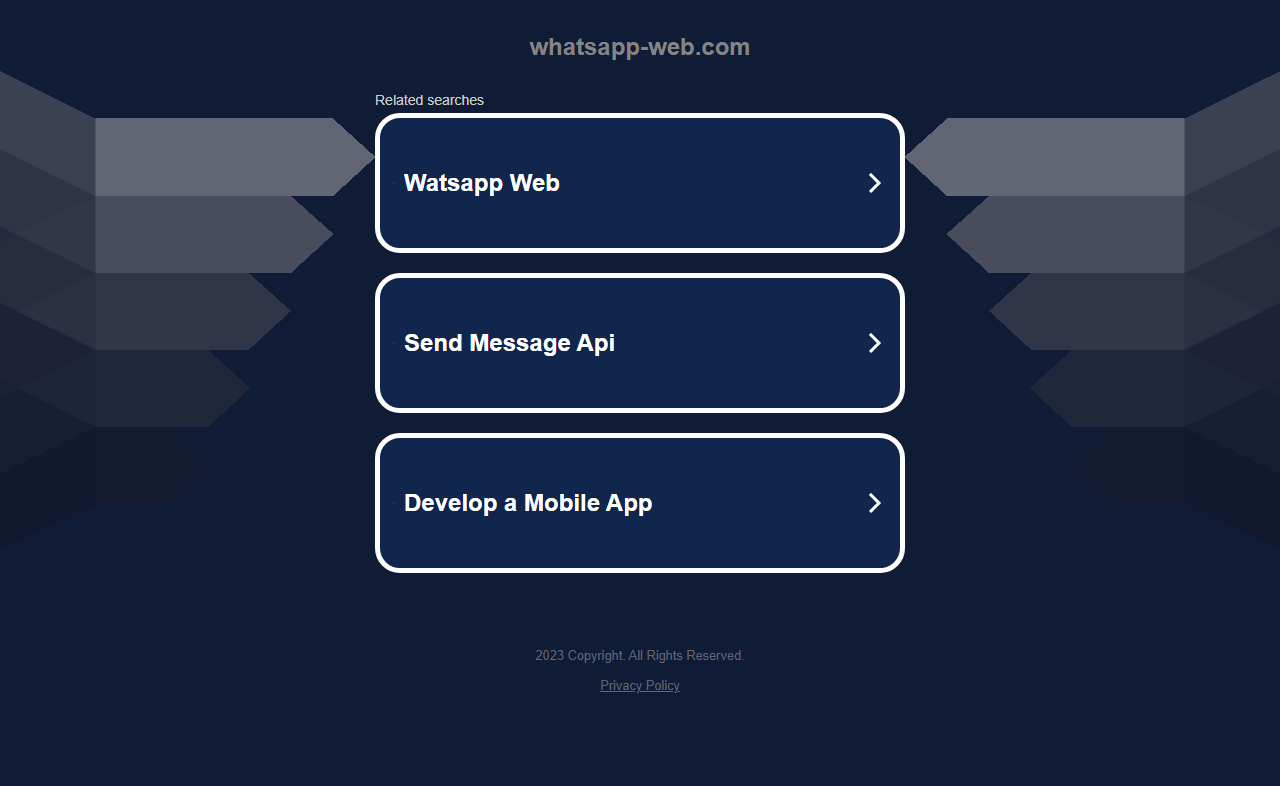 whatsapp-web.com
Related searches
Watsapp Web
Send Message Api
Develop a Mobile App
2023 Copyright. All Rights Reserved.
Privacy Policy